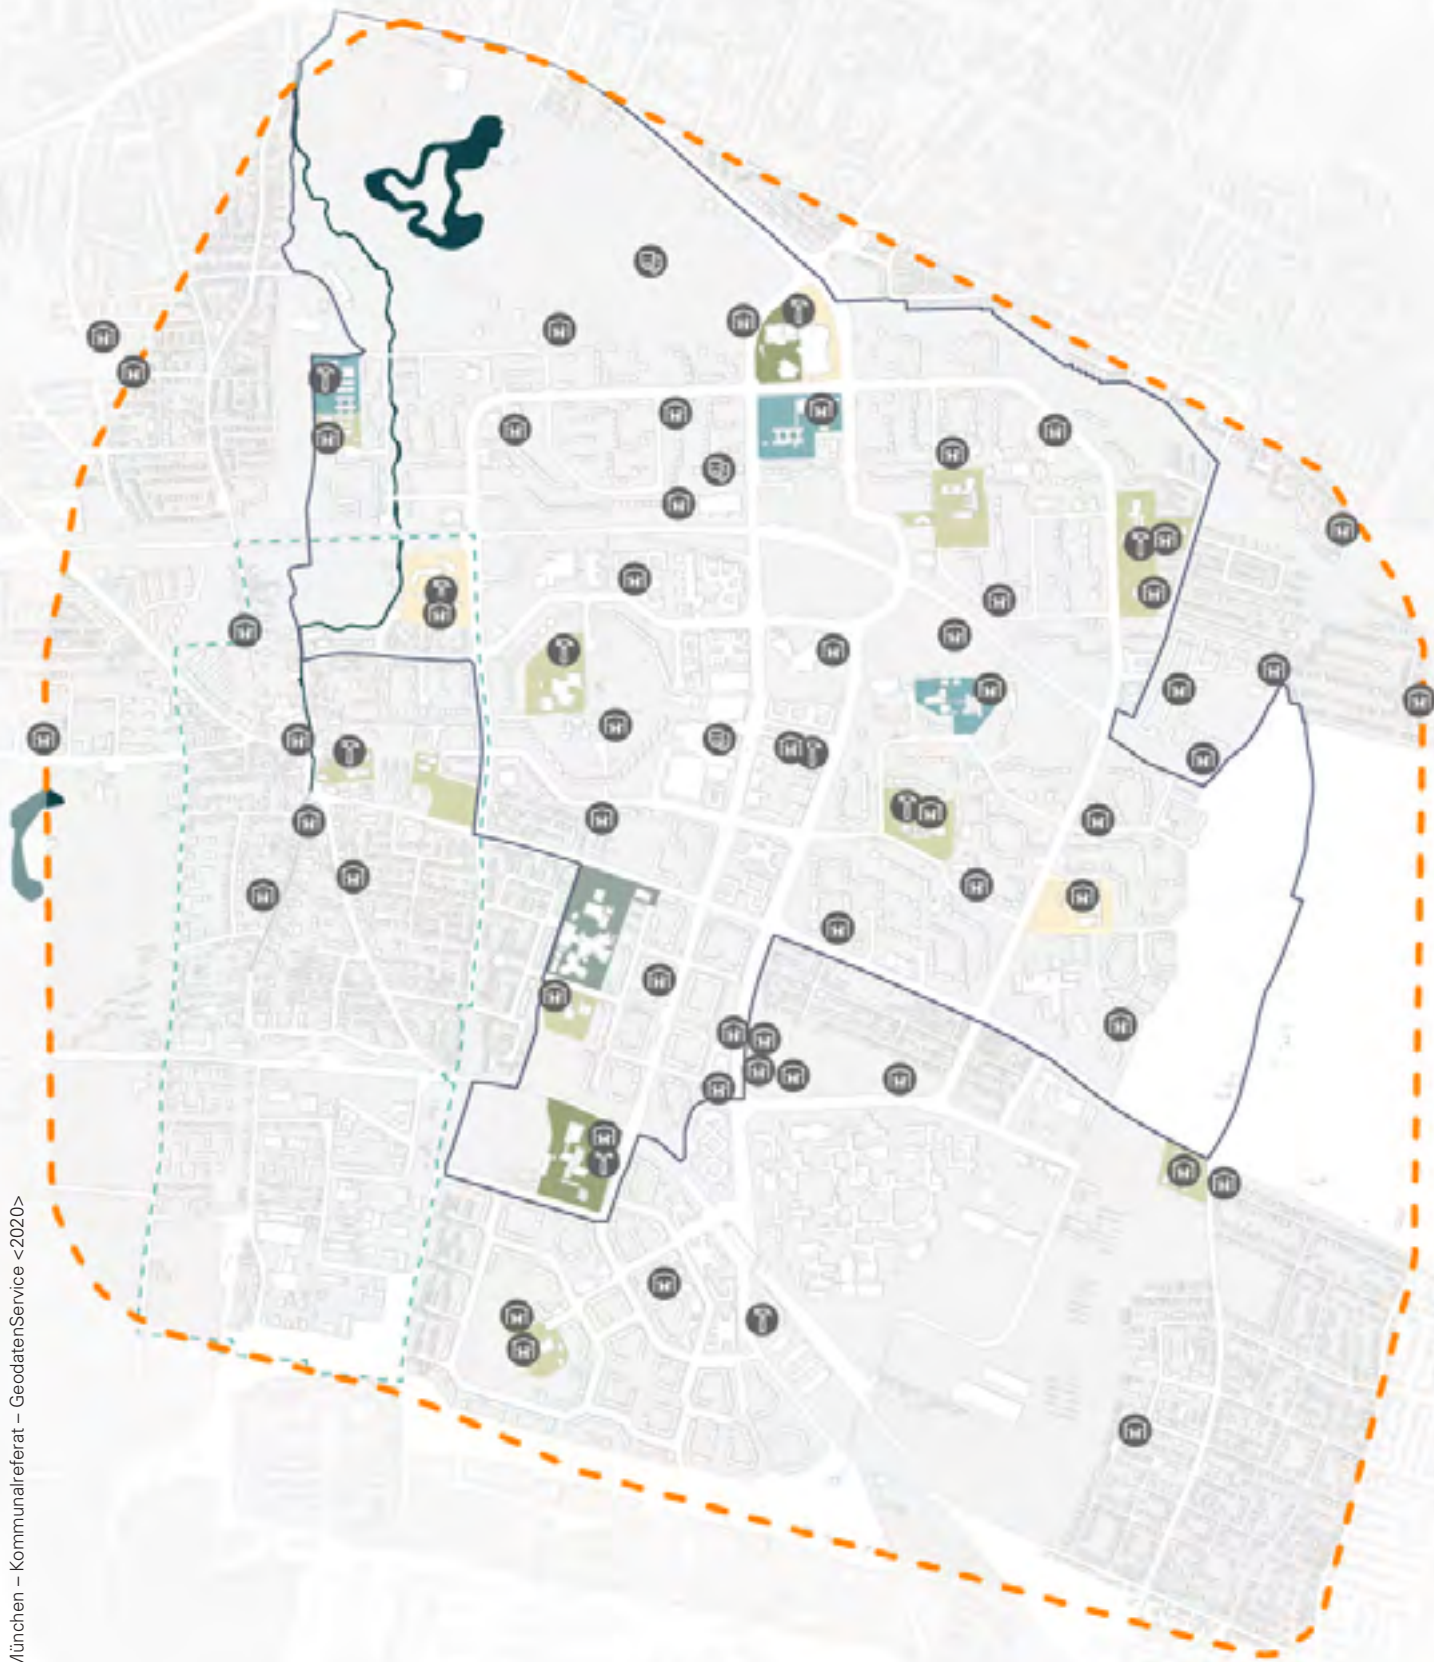 München – Kommunalreferat – GeodatenService <2020>